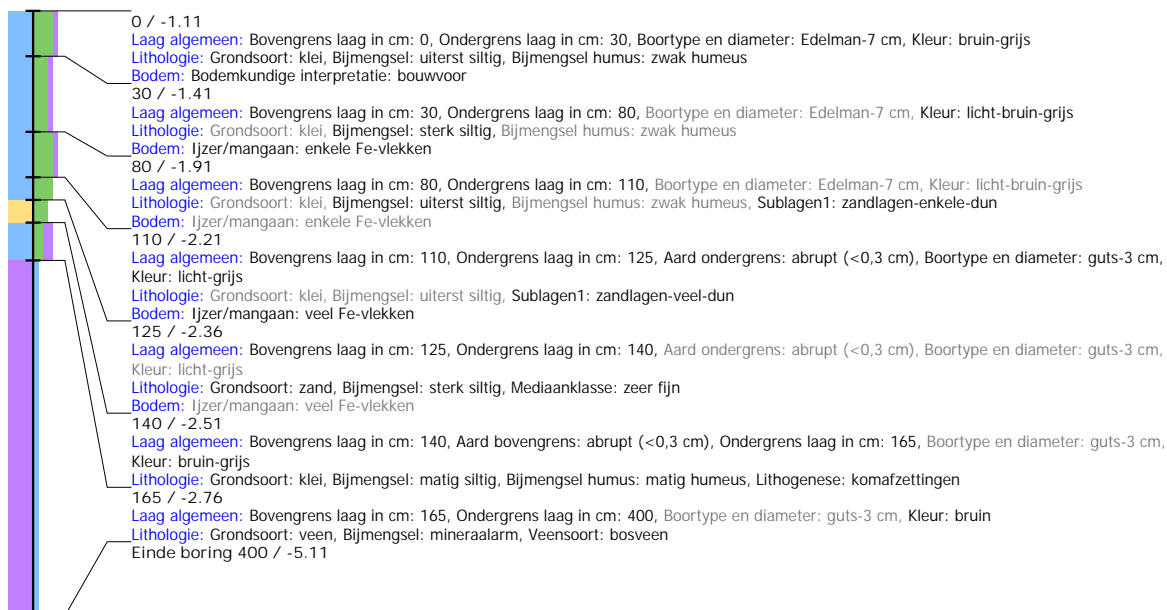 0 / -1.11
Laag algemeen: Bovengrens laag in cm: 0, Ondergrens laag in cm: 30, Boortype en diameter: Edelman-7 cm, Kleur: bruin-grijs
Lithologie: Grondsoort: klei, Bijmengsel: uiterst siltig, Bijmengsel humus: zwak humeus
Bodem: Bodemkundige interpretatie: bouwvoor
30 / -1.41
Laag algemeen: Bovengrens laag in cm: 30, Ondergrens laag in cm: 80, Boortype en diameter: Edelman-7 cm, Kleur: licht-bruin-grijs
Lithologie: Grondsoort: klei, Bijmengsel: sterk siltig, Bijmengsel humus: zwak humeus
Bodem: Ijzer/mangaan: enkele Fe-vlekken
80 / -1.91
Laag algemeen: Bovengrens laag in cm: 80, Ondergrens laag in cm: 110, Boortype en diameter: Edelman-7 cm, Kleur: licht-bruin-grijs
Lithologie: Grondsoort: klei, Bijmengsel: uiterst siltig, Bijmengsel humus: zwak humeus, Sublagen1: zandlagen-enkele-dun
Bodem: Ijzer/mangaan: enkele Fe-vlekken
110 / -2.21
Laag algemeen: Bovengrens laag in cm: 110, Ondergrens laag in cm: 125, Aard ondergrens: abrupt (<0,3 cm), Boortype en diameter: guts-3 cm,
Kleur: licht-grijs
Lithologie: Grondsoort: klei, Bijmengsel: uiterst siltig, Sublagen1: zandlagen-veel-dun
Bodem: Ijzer/mangaan: veel Fe-vlekken
125 / -2.36
Laag algemeen: Bovengrens laag in cm: 125, Ondergrens laag in cm: 140, Aard ondergrens: abrupt (<0,3 cm), Boortype en diameter: guts-3 cm,
Kleur: licht-grijs
Lithologie: Grondsoort: zand, Bijmengsel: sterk siltig, Mediaanklasse: zeer fijn
Bodem: Ijzer/mangaan: veel Fe-vlekken
140 / -2.51
Laag algemeen: Bovengrens laag in cm: 140, Aard bovengrens: abrupt (<0,3 cm), Ondergrens laag in cm: 165, Boortype en diameter: guts-3 cm,
Kleur: bruin-grijs
Lithologie: Grondsoort: klei, Bijmengsel: matig siltig, Bijmengsel humus: matig humeus, Lithogenese: komafzettingen
165 / -2.76
Laag algemeen: Bovengrens laag in cm: 165, Ondergrens laag in cm: 400, Boortype en diameter: guts-3 cm, Kleur: bruin
Lithologie: Grondsoort: veen, Bijmengsel: mineraalarm, Veensoort: bosveen
Einde boring 400 / -5.11